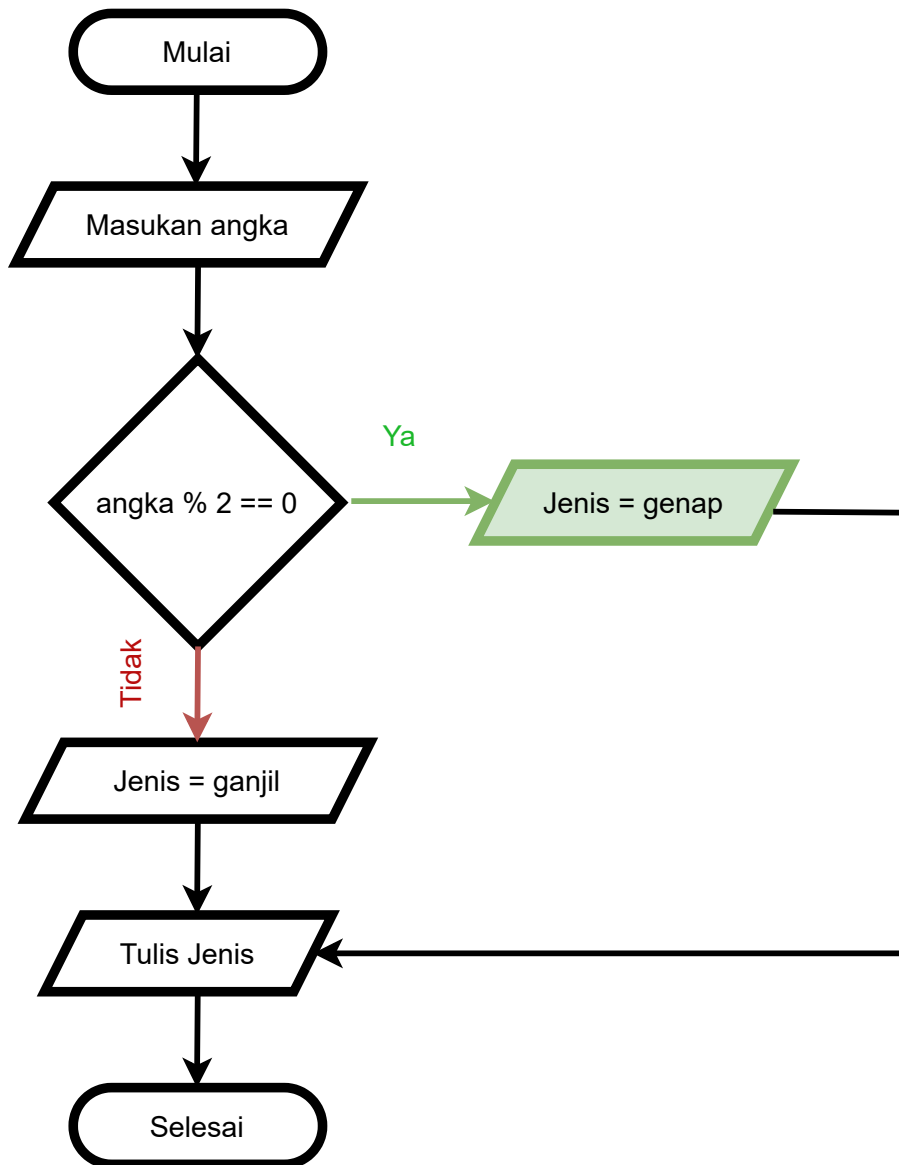 Mulai
Masukan angka
angka % 2 == 0
Ya
Jenis = genap
Tidak
Jenis = ganjil
Tulis Jenis
Selesai